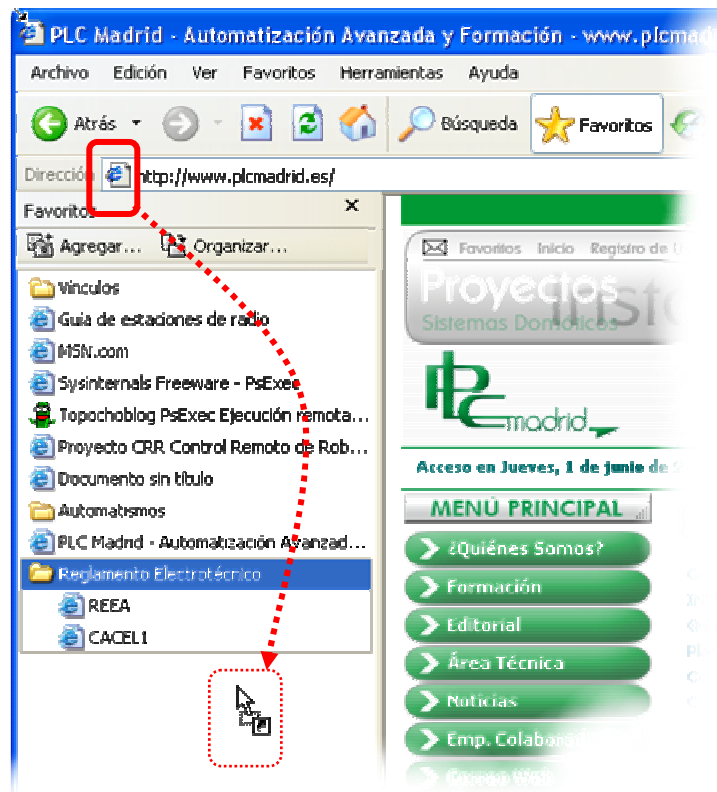 PLC Madrid - Automatización Avanzada y Formación - www.plcmad
Archivo Edición Ver Favoritos Herramientas Ayuda
Atrás Búsqueda Favoritos
Dirección http://www.plcmadrid.es/
Favoritos
Agregar... Organizar...
Vínculos
Guía de estaciones de radio
MSN.com
Sysinternals Freeware - PsExec
Topochoblog PsExec Ejecución remota...
Proyecto CRR Control Remoto de Rob...
Documento sin título
Automatismos
PLC Madrid - Automatización Avanzad...
Reglamento Electrotécnico
REEA
CACEL1
Favoritos Inicio Registro de
Proyectos
Sistemas Domóticos
PLC madrid
Acceso en Jueves, 1 de junio de
MENÚ PRINCIPAL
¿Quiénes Somos?
Formación
Editorial
Área Técnica
Noticias
Emp. Colabor